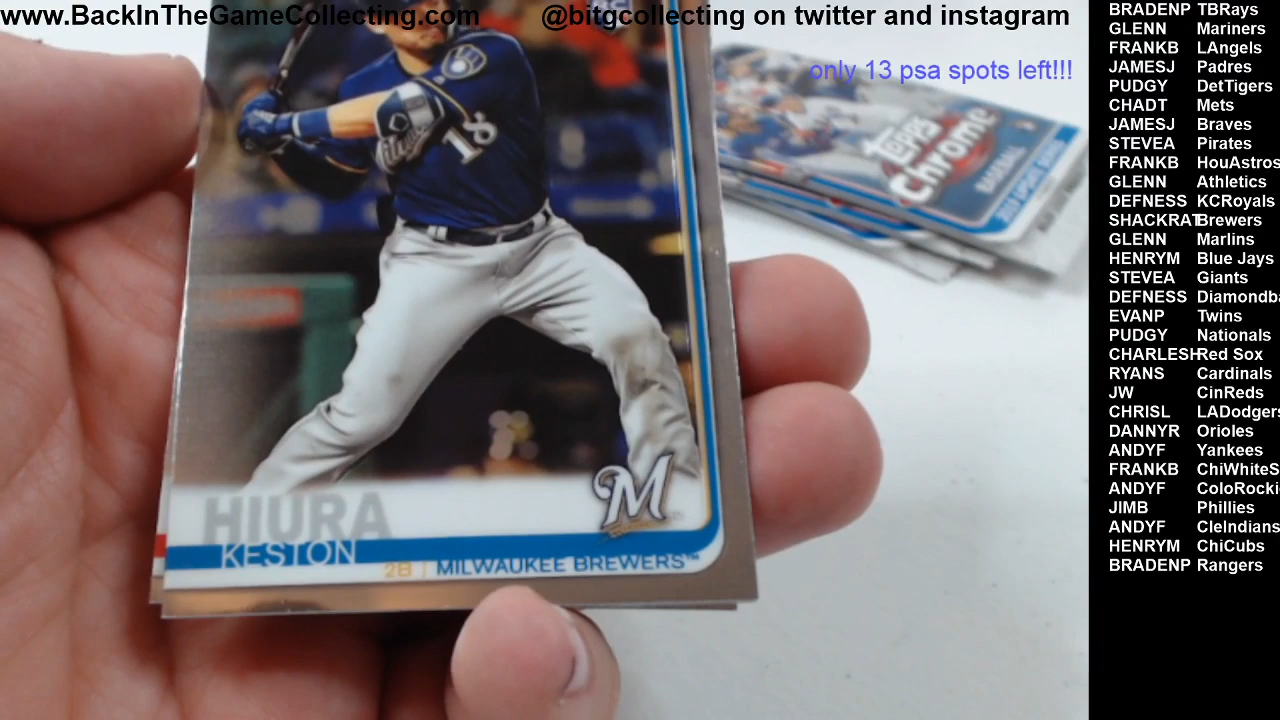 www.BackInTheGameCollecting.com @bitgcollecting on twitter and instagram
only 13 psa spots left!!!
18
Topps
Chrome
BASEBALL
HIURA
KESTON
2B | MILWAUKEE BREWERS™
M
BRADENP TBRays
GLENN Mariners
FRANKB LAngels
JAMESJ Padres
PUDGY DetTigers
CHADT Mets
JAMESJ Braves
STEVEA Pirates
FRANKB HouAstros
GLENN Athletics
DEFNESS KCRoyals
SHACKRAT Brewers
GLENN Marlins
HENRYM Blue Jays
STEVEA Giants
DEFNESS Diamondba
EVANP Twins
PUDGY Nationals
CHARLESH Red Sox
RYANS Cardinals
JW CinReds
CHRISL LADodgers
DANNYR Orioles
ANDYF Yankees
FRANKB ChiWhiteS
ANDYF ColoRocki
JIMB Phillies
ANDYF CleIndians
HENRYM ChiCubs
BRADENP Rangers